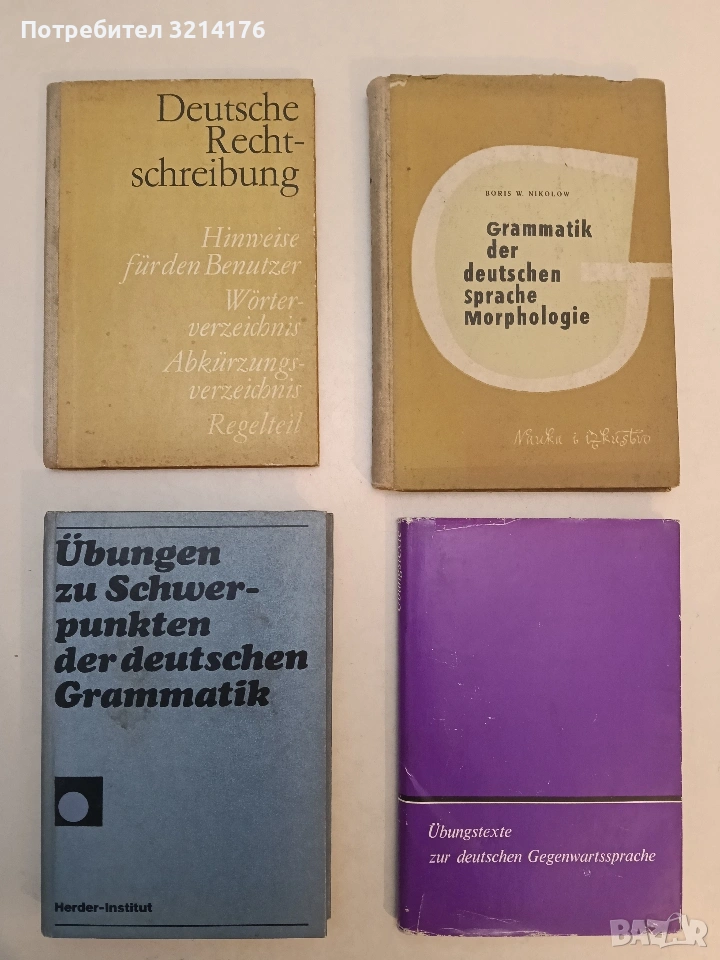 Потребител 3214176
Deutsche
Recht-
schreibung
Hinweise
für den Benutzer
Wörter-
verzeichnis
Abkürzungs-
verzeichnis
Regelteil
BORIS W. NIKOLOW
Grammatik
der
deutschen
Sprache
Morphologie
Nauka i izkustvo
Übungen
zu Schwer-
punkten
der deutschen
Grammatik
Herder-Institut
Übungstexte
Übungstexte
zur deutschen Gegenwartssprache
BAZAR